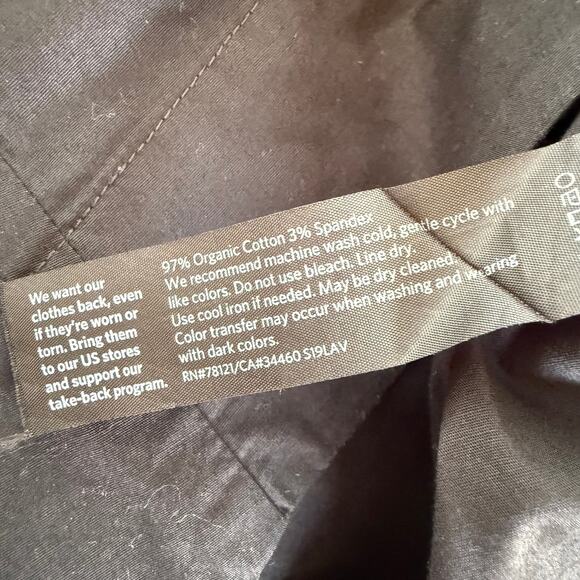 We want our
clothes back, even
if they're worn or
torn. Bring them
to our US stores
and support our
take-back program.
97% Organic Cotton 3% Spandex
We recommend machine wash cold, gentle cycle with
like colors. Do not use bleach. Line dry.
Use cool iron if needed. May be dry cleaned.
Color transfer may occur when washing and wearing
with dark colors.
RN#78121/CA#34460 S19LAV